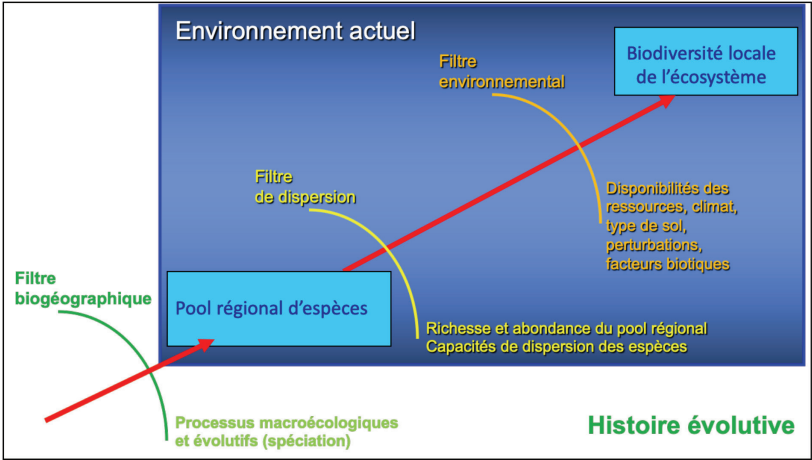 Environnement actuel
Biodiversité locale
de l'écosystème
Filtre
environnemental
Filtre
de dispersion
Disponibilités des
ressources, climat,
type de sol,
perturbations,
facteurs biotiques
Filtre
biogéographique
Pool régional d'espèces
Richesse et abondance du pool régional
Capacités de dispersion des espèces
Processus macroécologiques
et évolutifs (spéciation)
Histoire évolutive